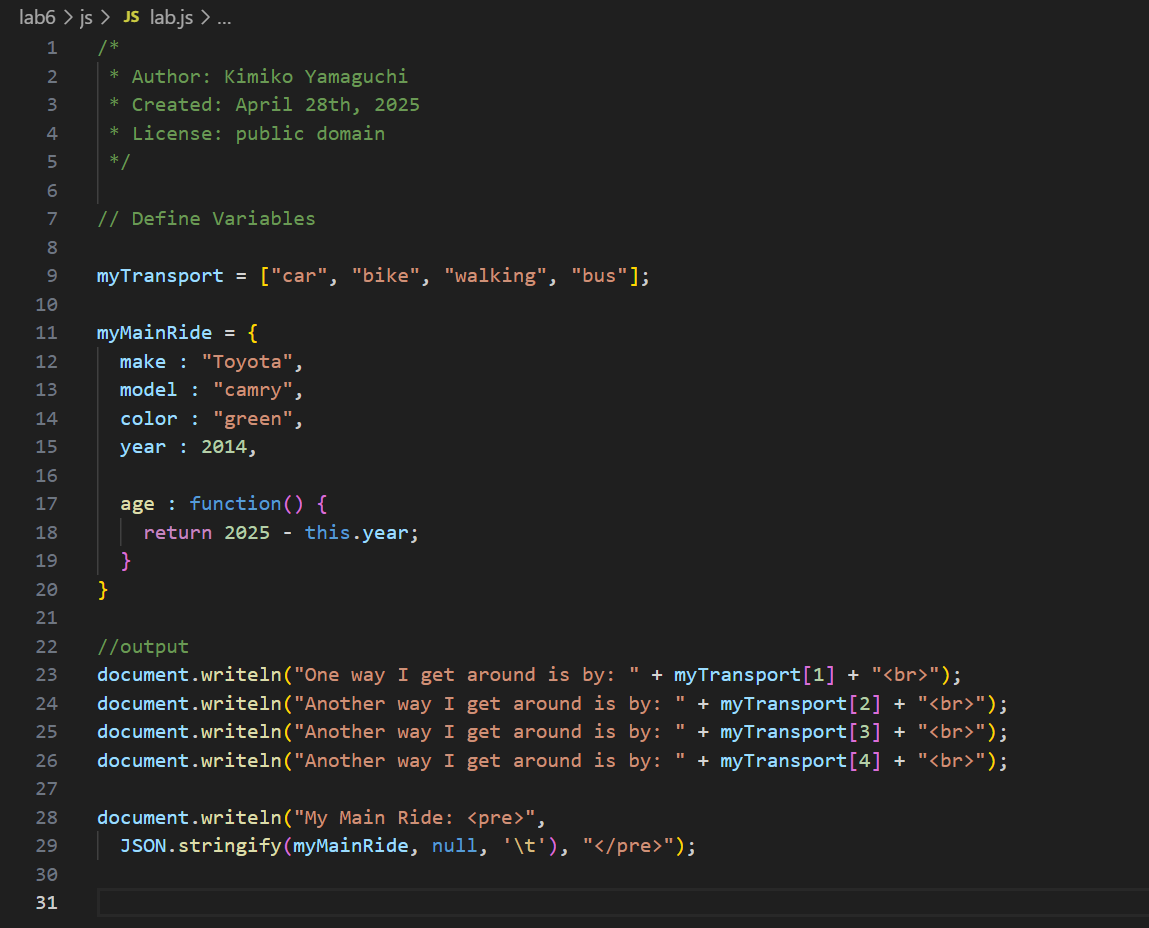 lab6 > js > JS lab.js > ...
1 /*
2  * Author: Kimiko Yamaguchi
3  * Created: April 28th, 2025
4  * License: public domain
5  */
6
7 // Define Variables
8
9 myTransport = ["car", "bike", "walking", "bus"];
10
11 myMainRide = {
12   make : "Toyota",
13   model : "camry",
14   color : "green",
15   year : 2014,
16
17   age : function() {
18     return 2025 - this.year;
19   }
20 }
21
22 //output
23 document.writeln("One way I get around is by: " + myTransport[1] + "<br>");
24 document.writeln("Another way I get around is by: " + myTransport[2] + "<br>");
25 document.writeln("Another way I get around is by: " + myTransport[3] + "<br>");
26 document.writeln("Another way I get around is by: " + myTransport[4] + "<br>");
27
28 document.writeln("My Main Ride: <pre>",
29   JSON.stringify(myMainRide, null, '\t'), "</pre>");
30
31